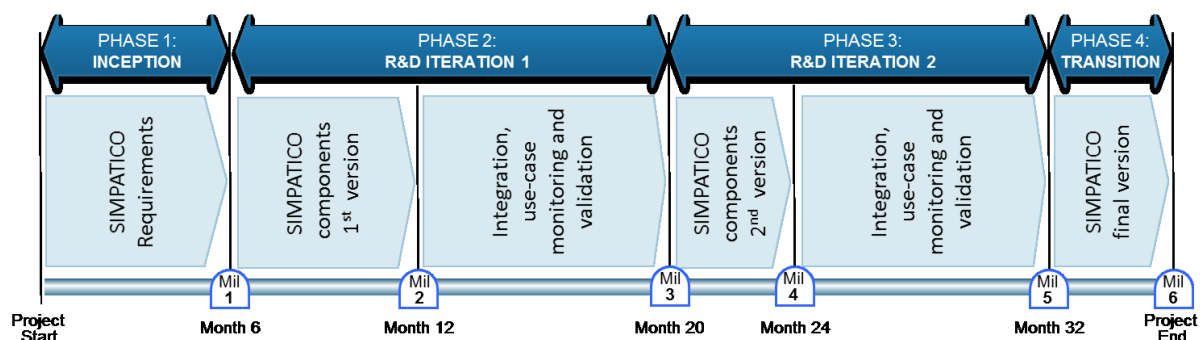 PHASE 1:
INCEPTION
PHASE 2:
R&D ITERATION 1
PHASE 3:
R&D ITERATION 2
PHASE 4:
TRANSITION
SIMPATICO
Requirements
SIMPATICO
components
1st version
Integration,
use-case
monitoring and
validation
SIMPATICO
components
2nd version
Integration,
use-case
monitoring and
validation
SIMPATICO
final version
Mil
1
Mil
2
Mil
3
Mil
4
Mil
5
Mil
6
Project
Start
Month 6
Month 12
Month 20
Month 24
Month 32
Project
End